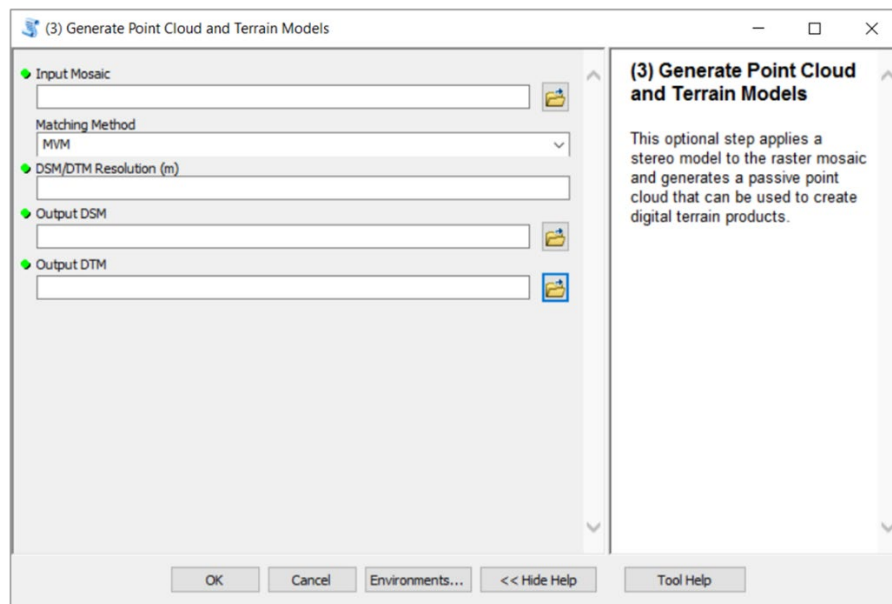 (3) Generate Point Cloud and Terrain Models
Input Mosaic
Matching Method
MVM
DSM/DTM Resolution (m)
Output DSM
Output DTM
(3) Generate Point Cloud
and Terrain Models
This optional step applies a
stereo model to the raster mosaic
and generates a passive point
cloud that can be used to create
digital terrain products.
OK
Cancel
Environments...
<< Hide Help
Tool Help